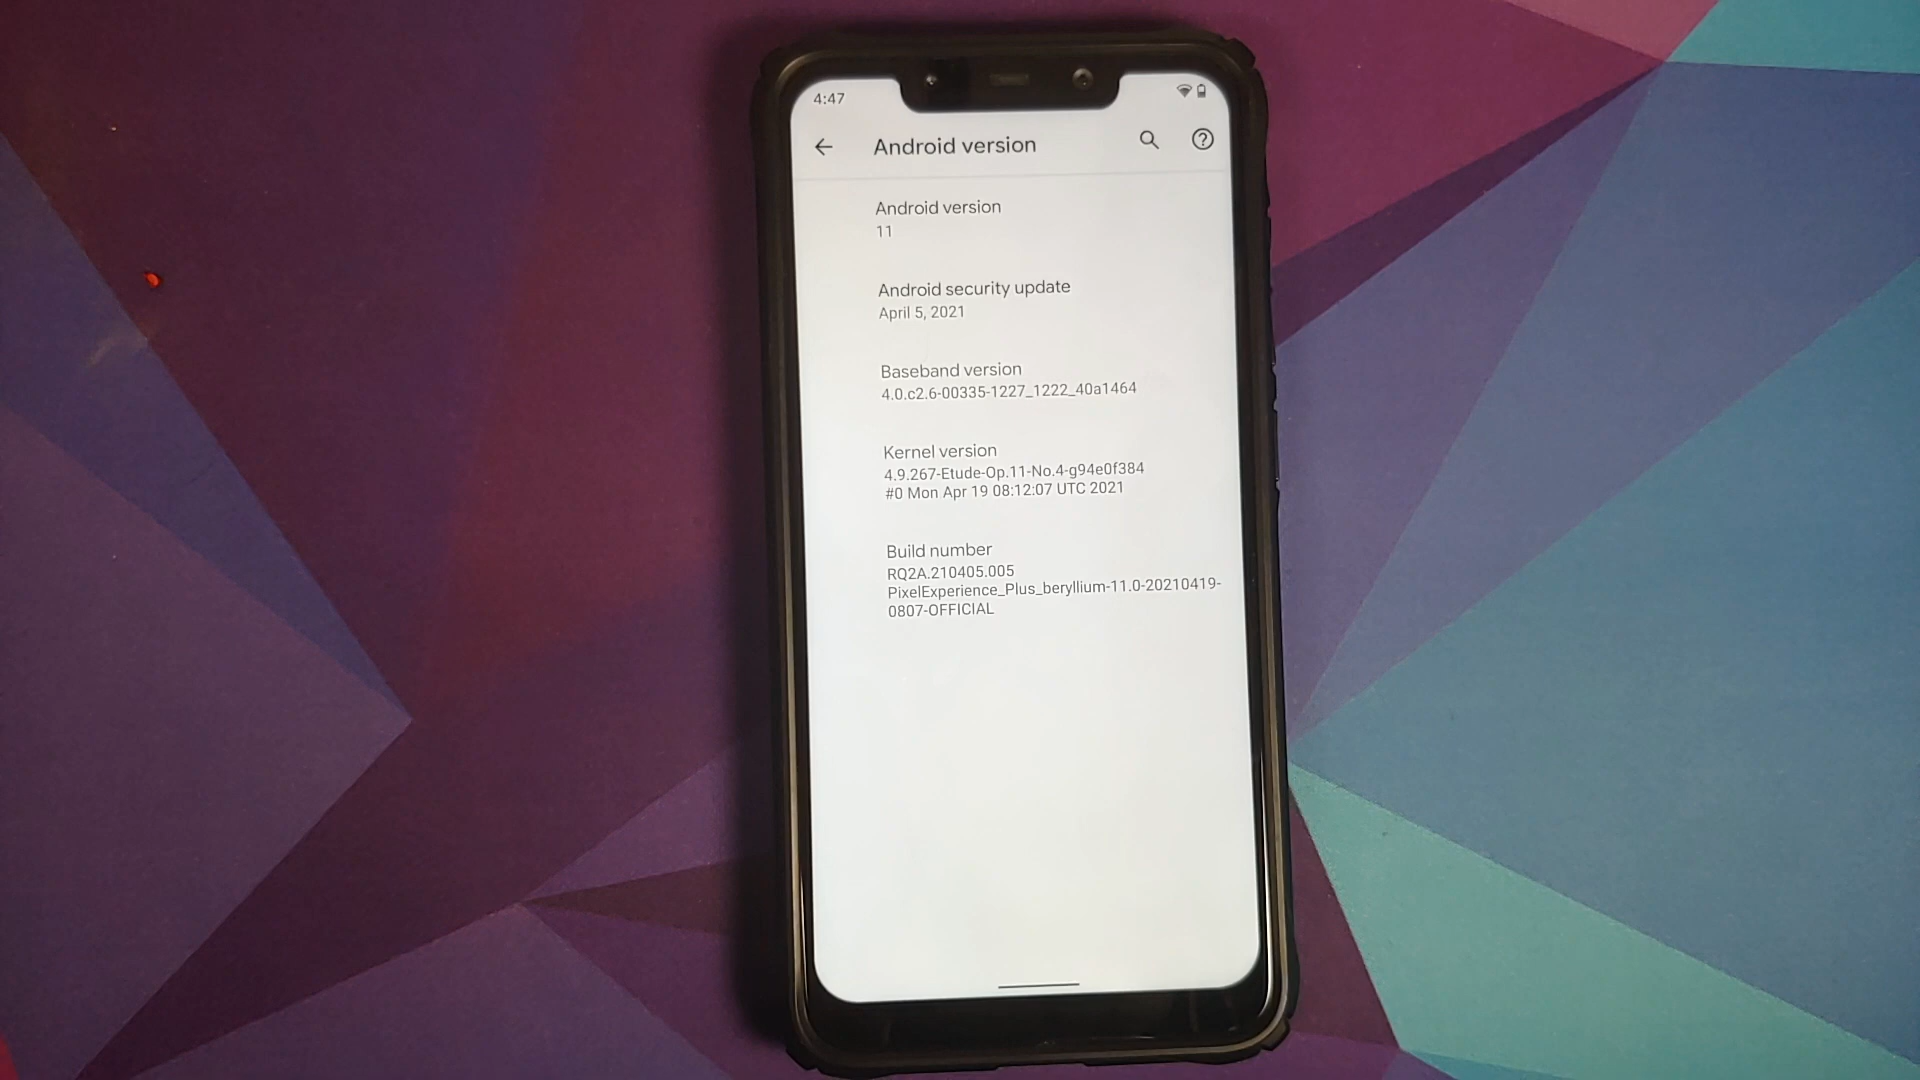 4:47
Android version
Android version
11
Android security update
April 5, 2021
Baseband version
4.0.c2.6-00335-1227_1222_40a1464
Kernel version
4.9.267-Etude-Op.11-No.4-g94e0f384
#0 Mon Apr 19 08:12:07 UTC 2021
Build number
RQ2A.210405.005
PixelExperience_Plus_beryllium-11.0-20210419-
0807-OFFICIAL